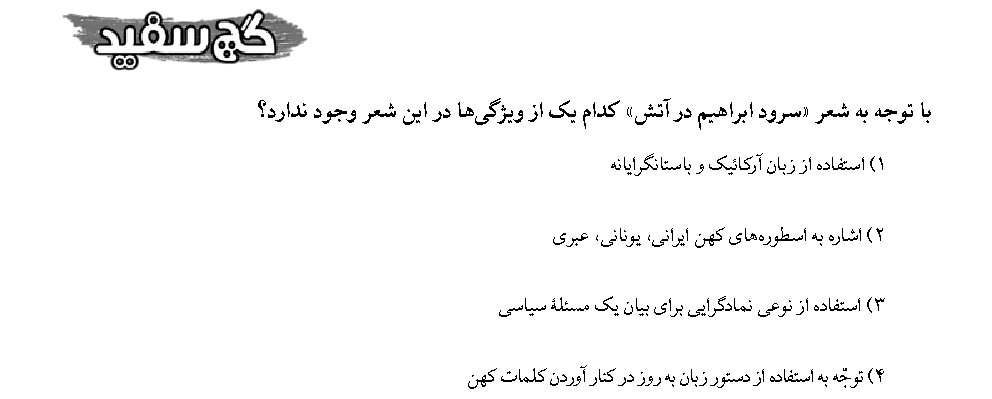 گچ سفید
با توجه به شعر «سرود ابراهیم در آتش» کدام یک از ویژگی‌ها در این شعر وجود ندارد؟
۱) استفاده از زبان آرکائیک و باستانگرایانه
۲) اشاره به اسطوره‌های کهن ایرانی، یونانی، عبری
۳) استفاده از نوعی نمادگرایی برای بیان یک مسئلهٔ سیاسی
۴) توجّه به استفاده از دستور زبان به روز در کنار آوردن کلمات کهن